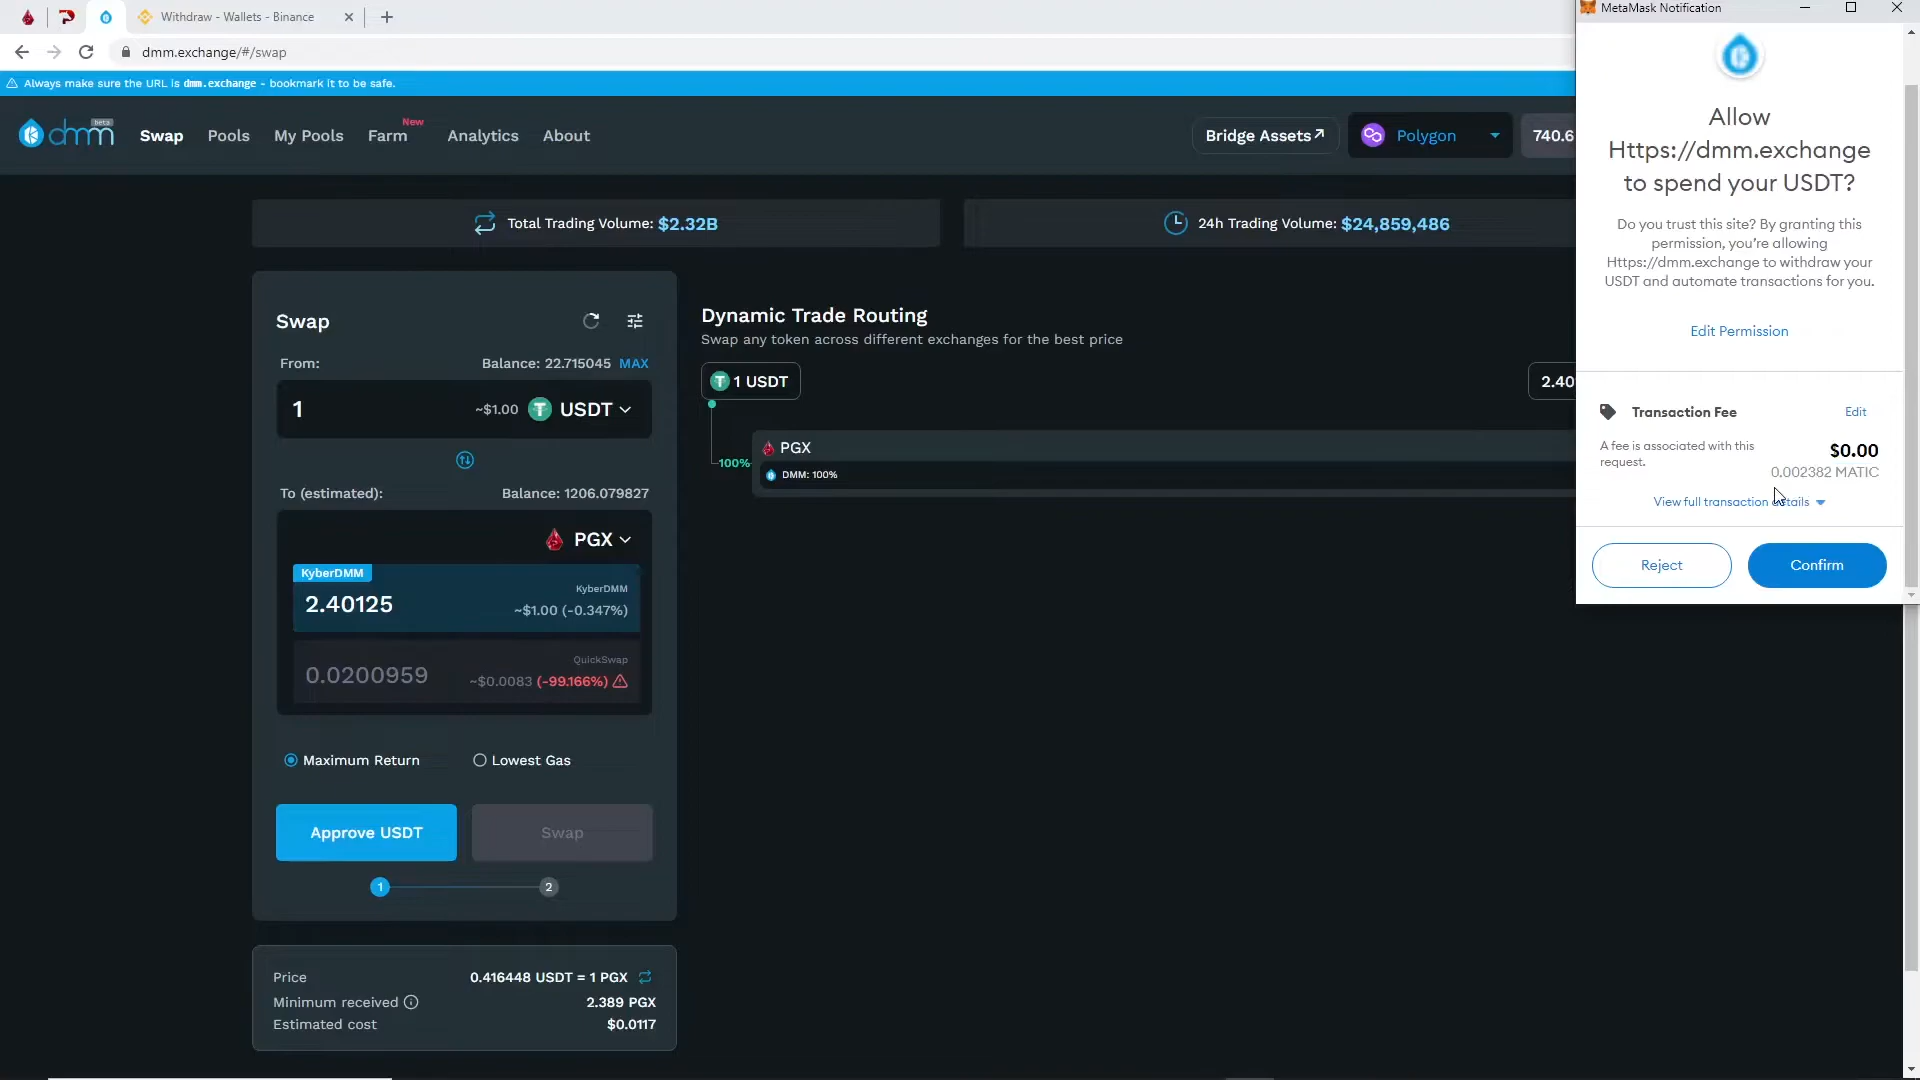 Withdraw - Wallets - Binance
MetaMask Notification
dmm.exchange/#/swap
Always make sure the URL is dmm.exchange - bookmark it to be safe.
dmm beta
Swap
Pools
My Pools
Farm New
Analytics
About
Bridge Assets↗
Polygon
740.6
Total Trading Volume: $2.32B
24h Trading Volume: $24,859,486
Swap
From:
Balance: 22.715045 MAX
1
~$1.00
USDT
To (estimated):
Balance: 1206.079827
PGX
KyberDMM
2.40125
KyberDMM
~$1.00 (-0.347%)
0.0200959
QuickSwap
~$0.0083 (-99.166%)
Maximum Return
Lowest Gas
Approve USDT
Swap
1
2
Price
0.416448 USDT = 1 PGX
Minimum received
2.389 PGX
Estimated cost
$0.0117
Dynamic Trade Routing
Swap any token across different exchanges for the best price
1 USDT
2.40
100%
PGX
DMM: 100%
Allow
Https://dmm.exchange
to spend your USDT?
Do you trust this site? By granting this
permission, you're allowing
Https://dmm.exchange to withdraw your
USDT and automate transactions for you.
Edit Permission
Transaction Fee
Edit
A fee is associated with this
request.
$0.00
0.002382 MATIC
View full transaction details
Reject
Confirm